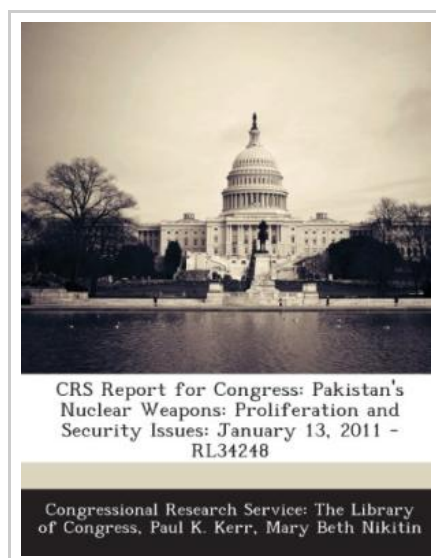 CRS Report for Congress: Pakistan's
Nuclear Weapons: Proliferation and
Security Issues: January 13, 2011 -
RL34248
Congressional Research Service: The Library
of Congress, Paul K. Kerr, Mary Beth Nikitin